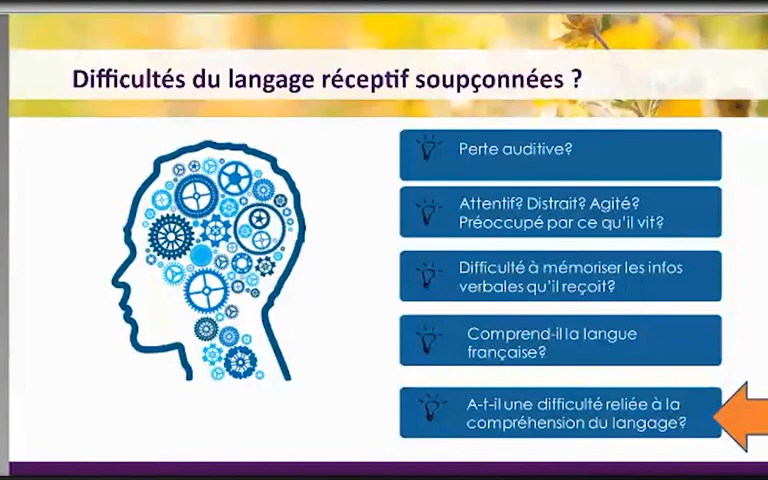 Difficultés du langage réceptif soupçonnées ?
Perte auditive?
Attentif? Distrait? Agité?
Préoccupé par ce qu'il vit?
Difficulté à mémoriser les infos
verbales qu'il reçoit?
Comprend-il la langue
française?
A-t-il une difficulté reliée à la
compréhension du langage?